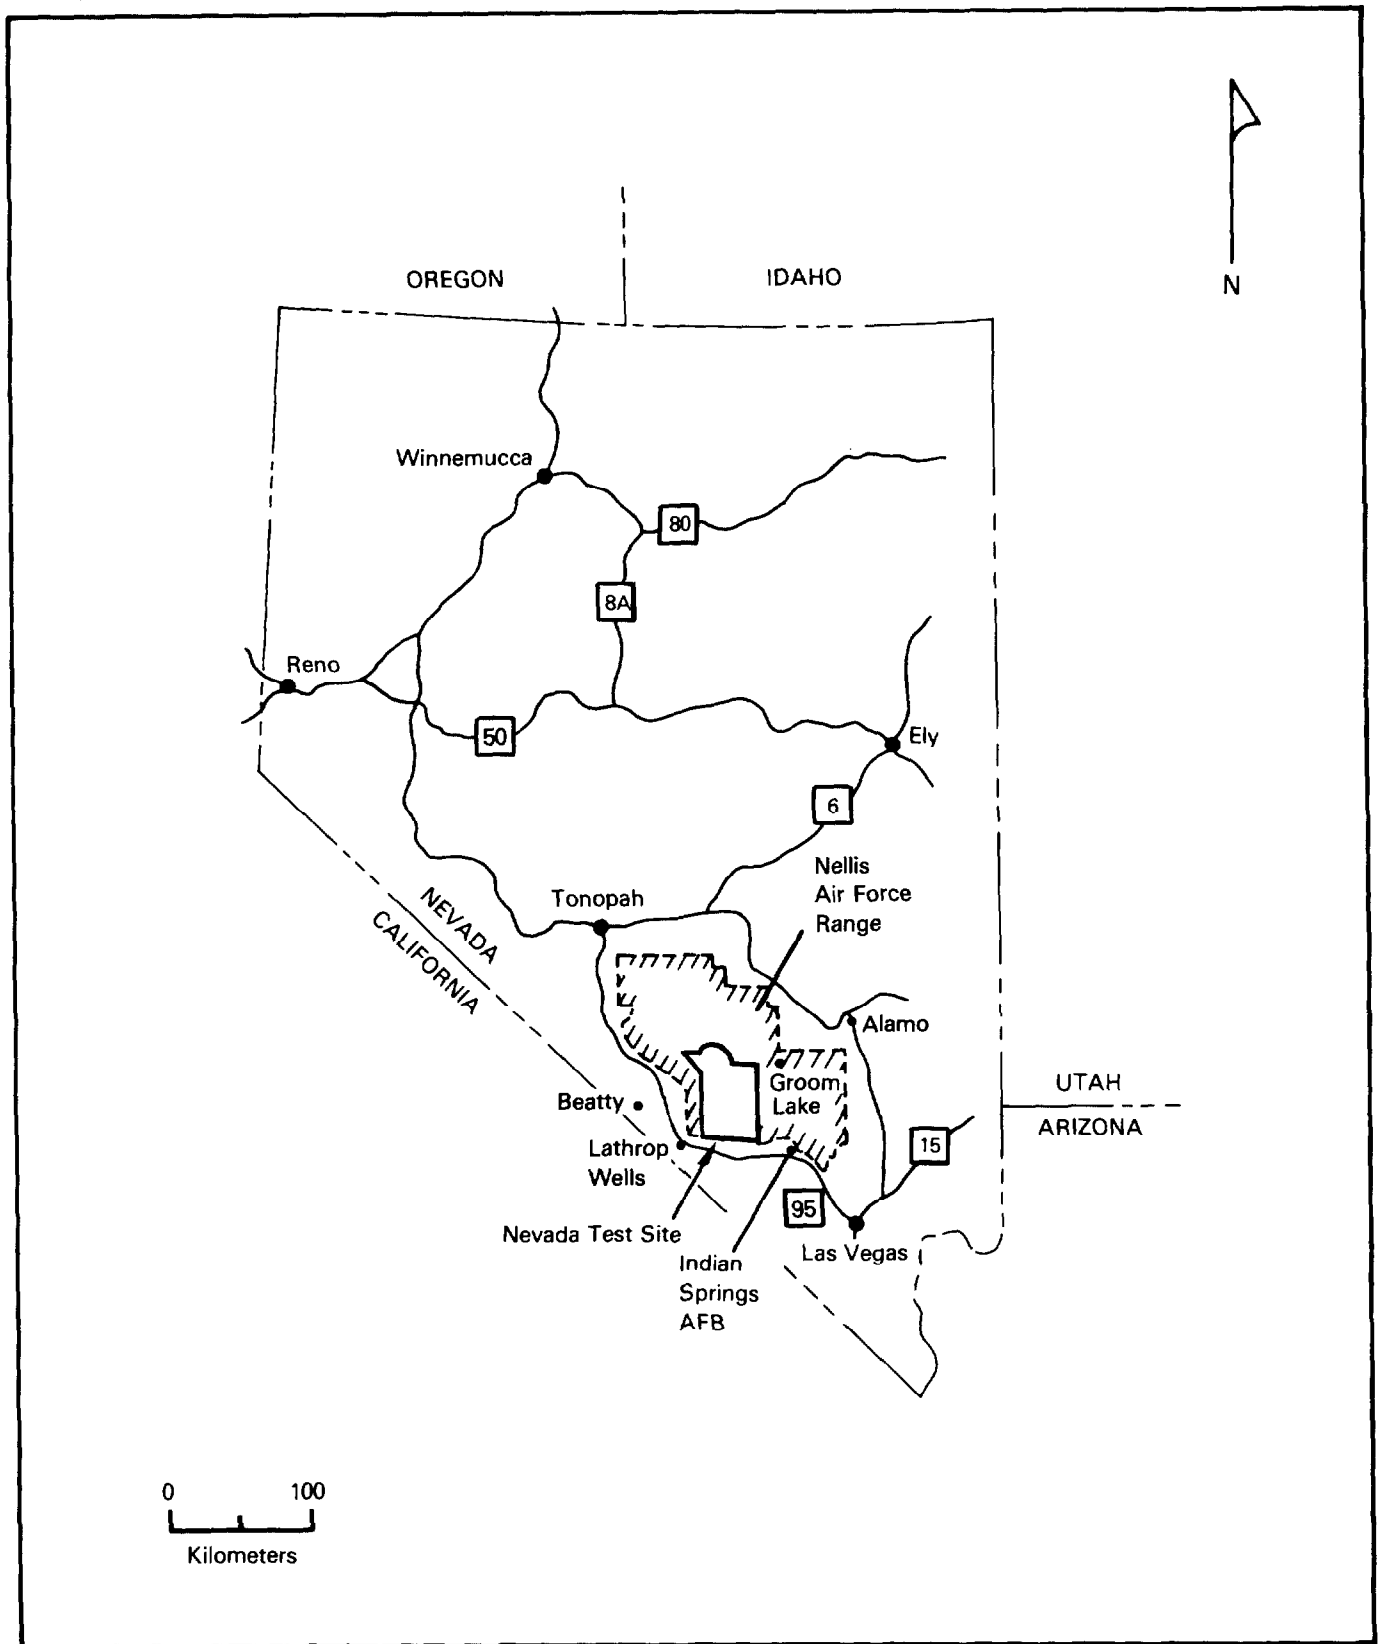 N
OREGON
IDAHO
Winnemucca
80
8A
Reno
50
Ely
6
Nellis
Air Force
Range
Tonopah
NEVADA
CALIFORNIA
Alamo
Groom
Lake
Beatty
UTAH
ARIZONA
Lathrop
Wells
15
95
Nevada Test Site
Las Vegas
Indian
Springs
AFB
0 100
Kilometers